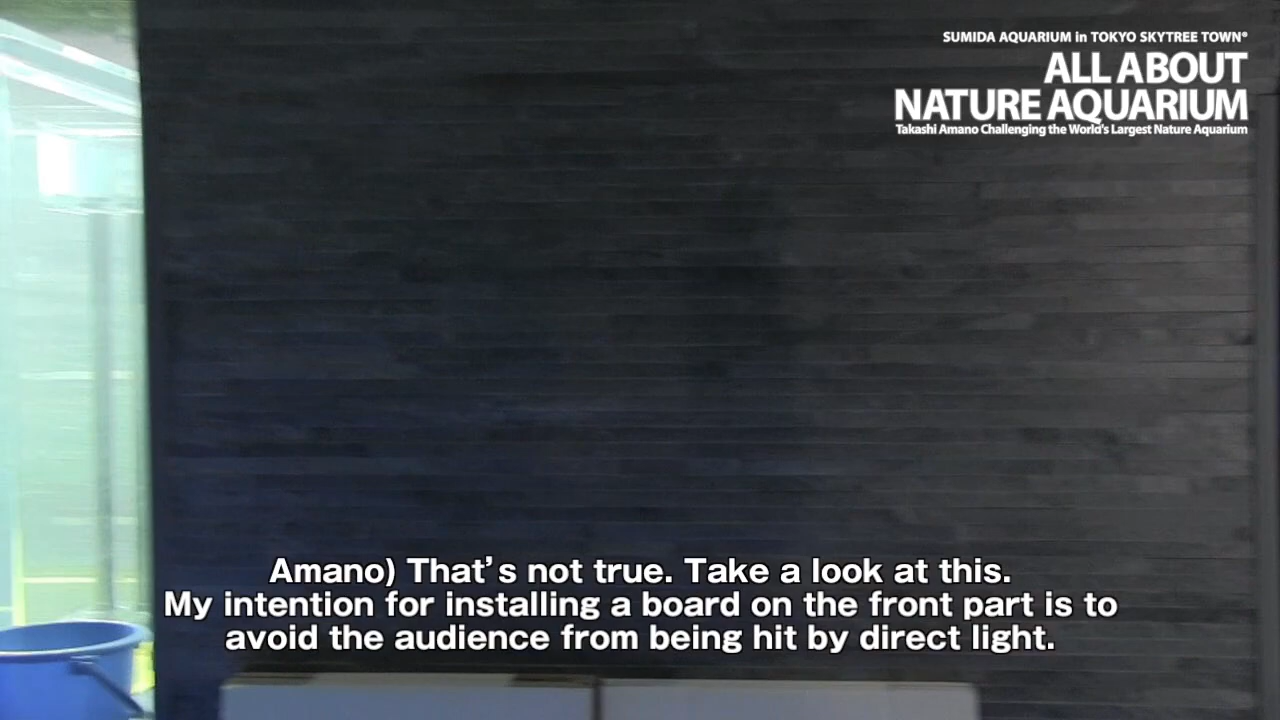 SUMIDA AQUARIUM in TOKYO SKYTREE TOWN®
ALL ABOUT
NATURE AQUARIUM
Takashi Amano Challenging the World's Largest Nature Aquarium
Amano) That's not true. Take a look at this.
My intention for installing a board on the front part is to
avoid the audience from being hit by direct light.